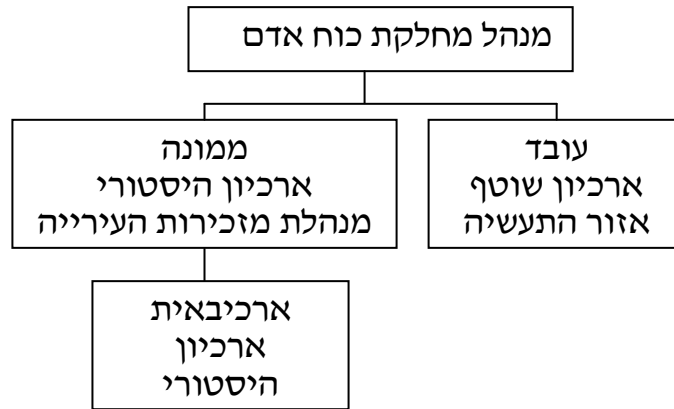 מנהל מחלקת כוח אדם
עובד
ארכיון שוטף
אזור התעשיה
ממונה
ארכיון היסטורי
מנהלת מזכירות העירייה
ארכיבאית
ארכיון
היסטורי